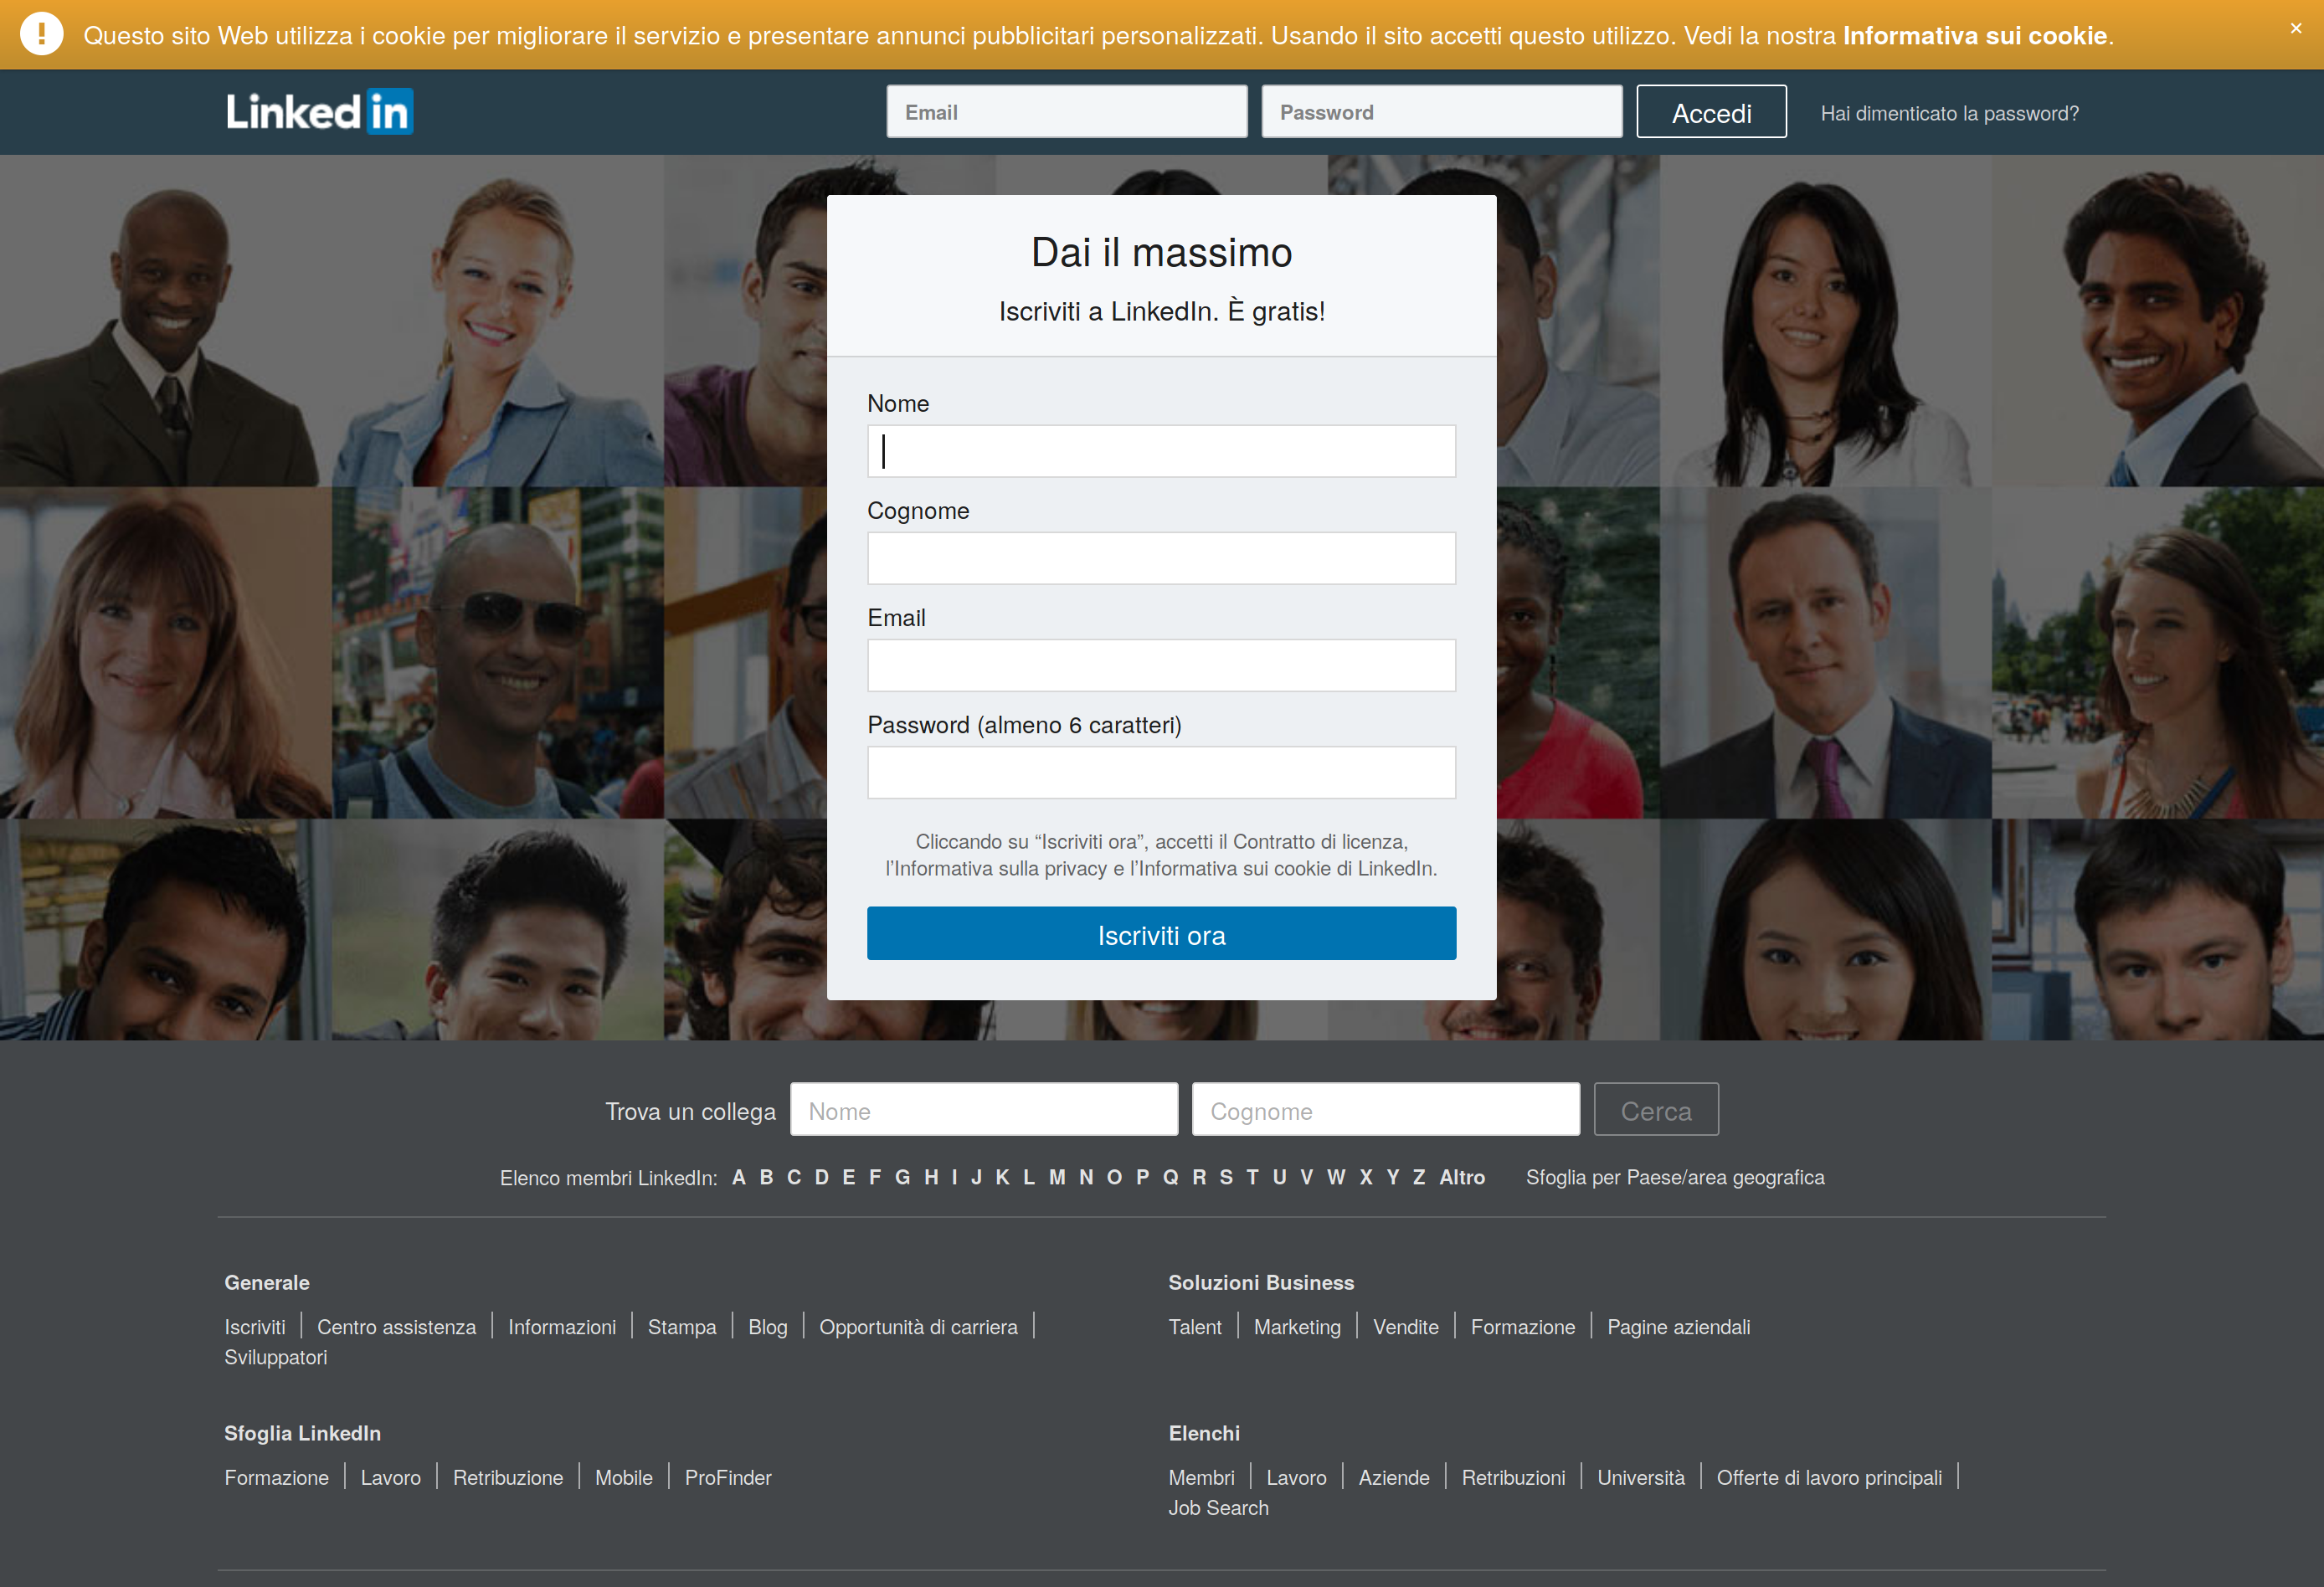 Questo sito Web utilizza i cookie per migliorare il servizio e presentare annunci pubblicitari personalizzati. Usando il sito accetti questo utilizzo. Vedi la nostra Informativa sui cookie. ×
Linked in Email Password Accedi Hai dimenticato la password?
Dai il massimo
Iscriviti a LinkedIn. È gratis!
Nome
Cognome
Email
Password (almeno 6 caratteri)
Cliccando su “Iscriviti ora”, accetti il Contratto di licenza,
l’Informativa sulla privacy e l’Informativa sui cookie di LinkedIn.
Iscriviti ora
Trova un collega Nome Cognome Cerca
Elenco membri LinkedIn: A B C D E F G H I J K L M N O P Q R S T U V W X Y Z Altro Sfoglia per Paese/area geografica
Generale
Iscriviti Centro assistenza Informazioni Stampa Blog Opportunità di carriera
Sviluppatori
Soluzioni Business
Talent Marketing Vendite Formazione Pagine aziendali
Sfoglia LinkedIn
Formazione Lavoro Retribuzione Mobile ProFinder
Elenchi
Membri Lavoro Aziende Retribuzioni Università Offerte di lavoro principali
Job Search